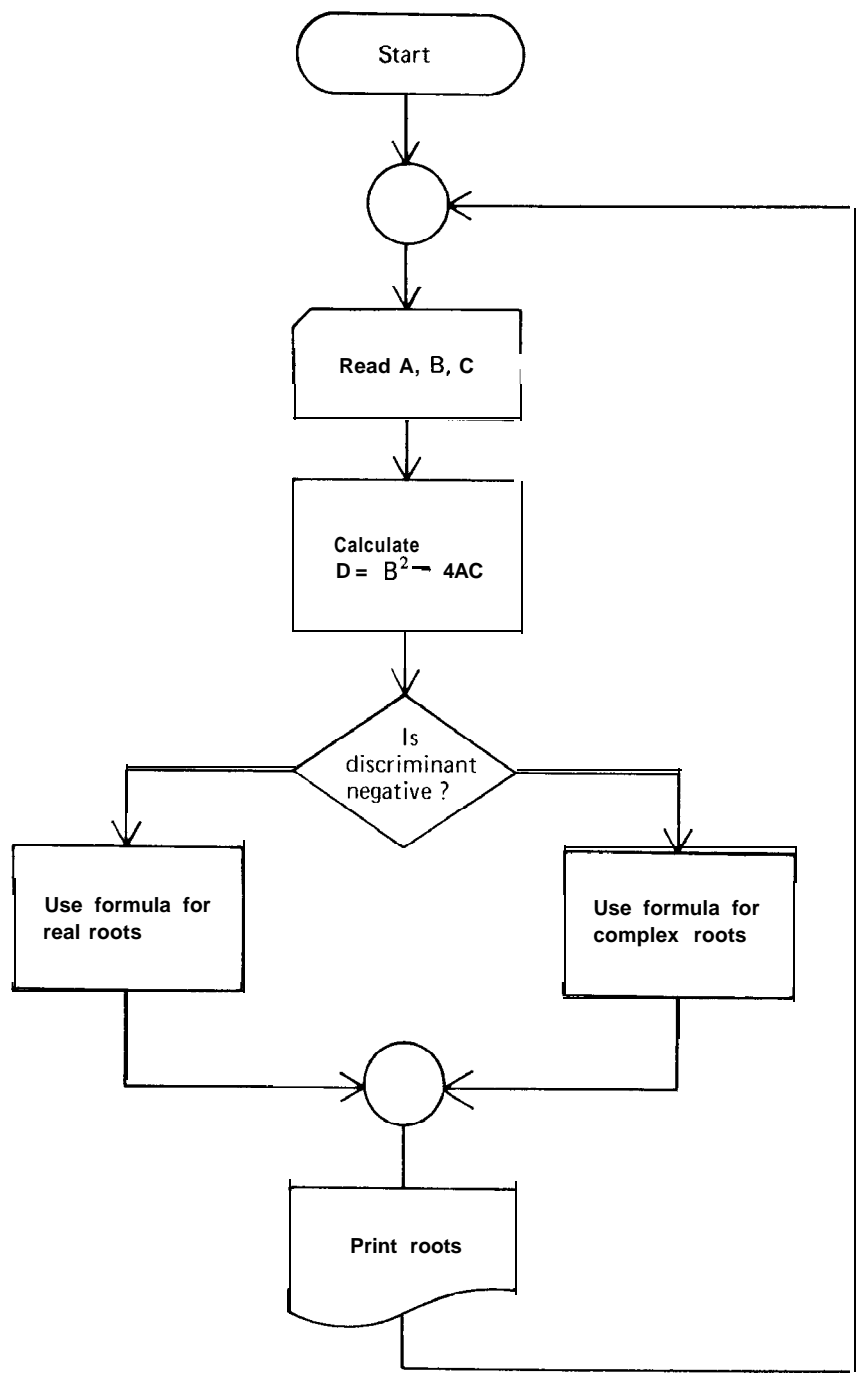 Start
Read A, B, C
Calculate
D = B² − 4AC
Is
discriminant
negative ?
Use formula for
real roots
Use formula for
complex roots
Print roots